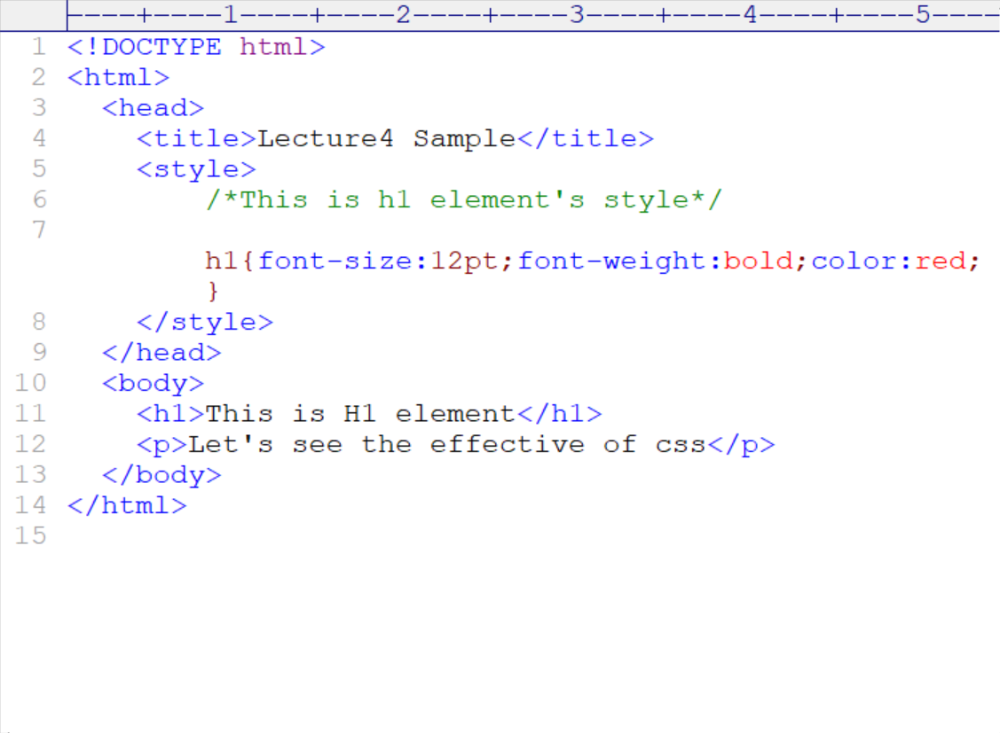 ----+----1----+----2----+----3----+----4----+----5----
1 <!DOCTYPE html>
2 <html>
3   <head>
4     <title>Lecture4 Sample</title>
5     <style>
6         /*This is h1 element's style*/
7
        h1{font-size:12pt;font-weight:bold;color:red;
        }
8     </style>
9   </head>
10   <body>
11     <h1>This is H1 element</h1>
12     <p>Let's see the effective of css</p>
13   </body>
14 </html>
15